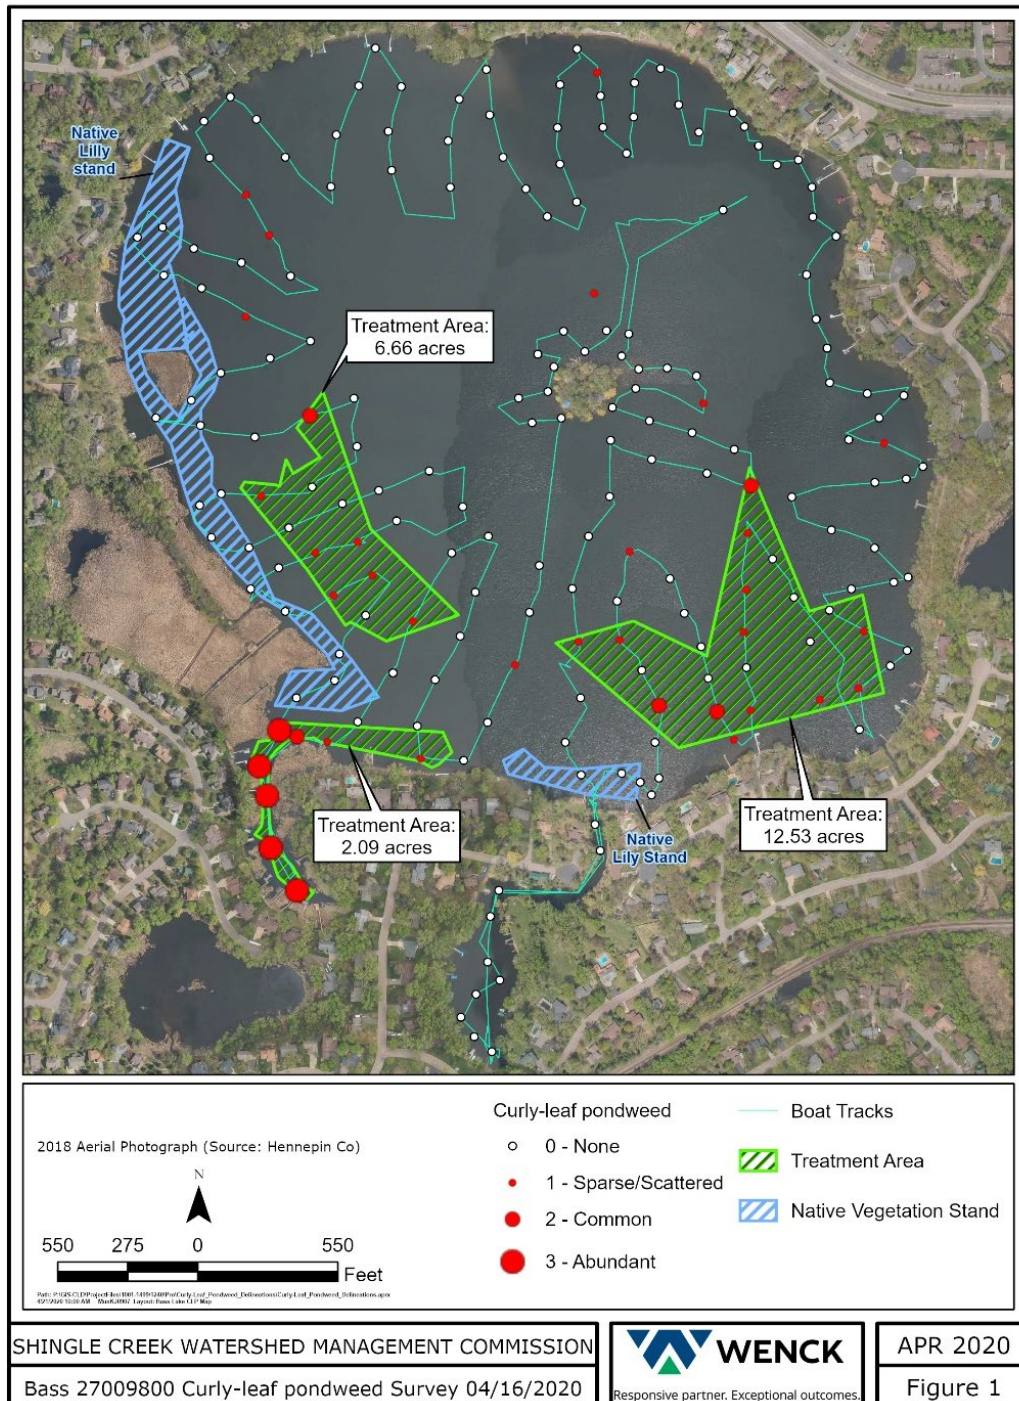 Native
Lilly
stand
Treatment Area:
6.66 acres
Treatment Area:
2.09 acres
Treatment Area:
12.53 acres
Native
Lily Stand
2018 Aerial Photograph (Source: Hennepin Co)
N
550 275 0 550
Feet
Curly-leaf pondweed
0 - None
1 - Sparse/Scattered
2 - Common
3 - Abundant
Boat Tracks
Treatment Area
Native Vegetation Stand
SHINGLE CREEK WATERSHED MANAGEMENT COMMISSION
Bass 27009800 Curly-leaf pondweed Survey 04/16/2020
WENCK
Responsive partner. Exceptional outcomes.
APR 2020
Figure 1